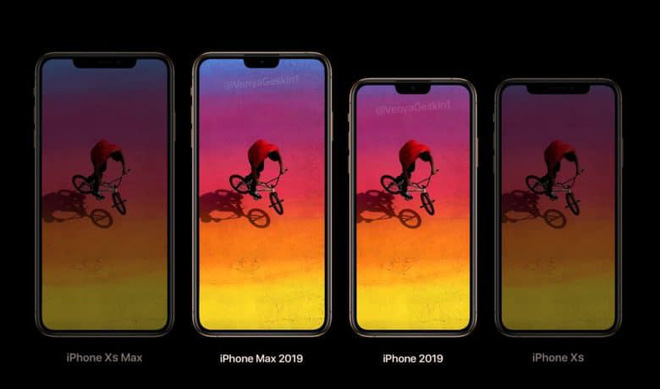 @VenyaGeskin1
@VenyaGeskin1
iPhone Xs Max
iPhone Max 2019
iPhone 2019
iPhone Xs